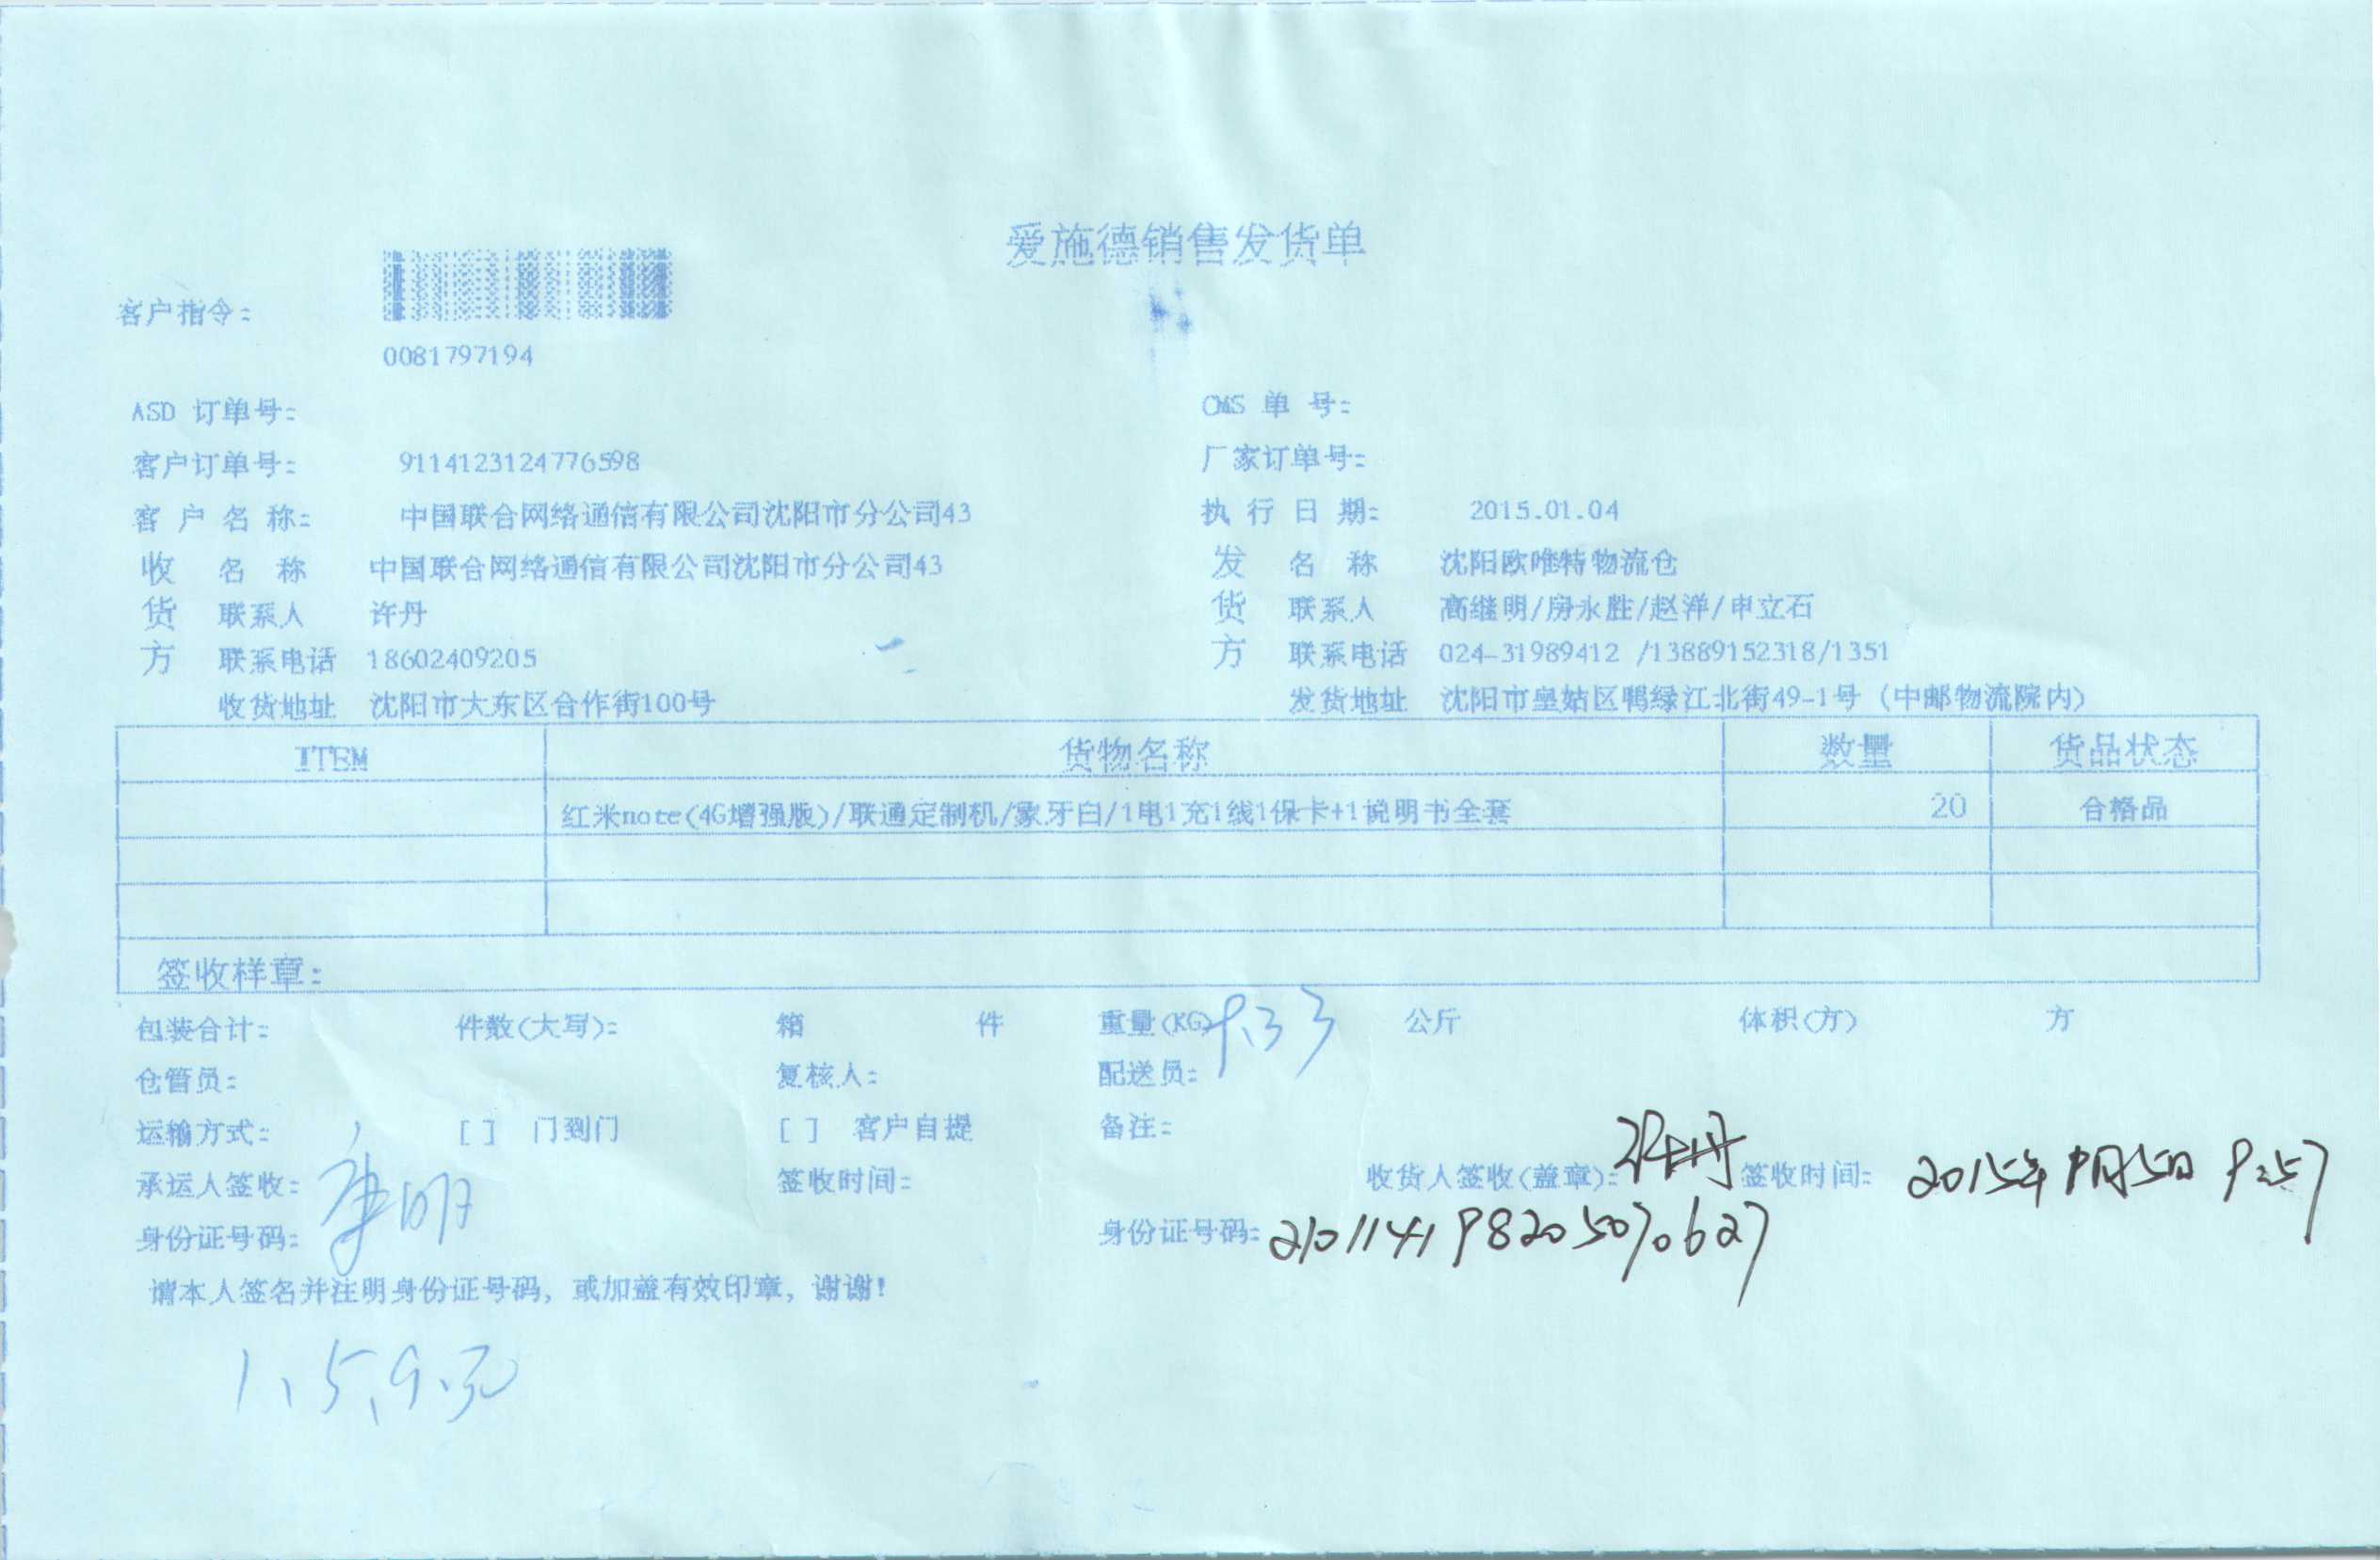 爱施德销售发货单
客户指令:
0081797194
ASD 订单号: OMS 单 号:
客户订单号: 9114123124776598 厂家订单号:
客 户 名 称: 中国联合网络通信有限公司沈阳市分公司43 执 行 日 期: 2015.01.04
收 名 称 中国联合网络通信有限公司沈阳市分公司43 发 名 称 沈阳欧唯特物流仓
货 联系人 许丹 货 联系人 高继明/房永胜/赵洋/申立石
方 联系电话 18602409205 方 联系电话 024-31989412 /13889152318/1351
收货地址 沈阳市大东区合作街100号 发货地址 沈阳市皇姑区鸭绿江北街49-1号 (中邮物流院内)
ITEM 货物名称 数量 货品状态
红米note(4G增强版)/联通定制机/象牙白/1电1充1线1保卡+1说明书全套 20 合格品
签收样章:
包装合计: 件数(大写): 箱 件 重量(KG) 9.33 公斤 体积(方) 方
仓管员: 复核人: 配送员:
运输方式: [ ] 门到门 [ ] 客户自提 备注:
承运人签收: 签收时间: 收货人签收(盖章): 许丹 签收时间: 2015年1月5日 9:57
身份证号码: 身份证号码: 210114198205070627
请本人签名并注明身份证号码, 或加盖有效印章, 谢谢!
1.5.9.30